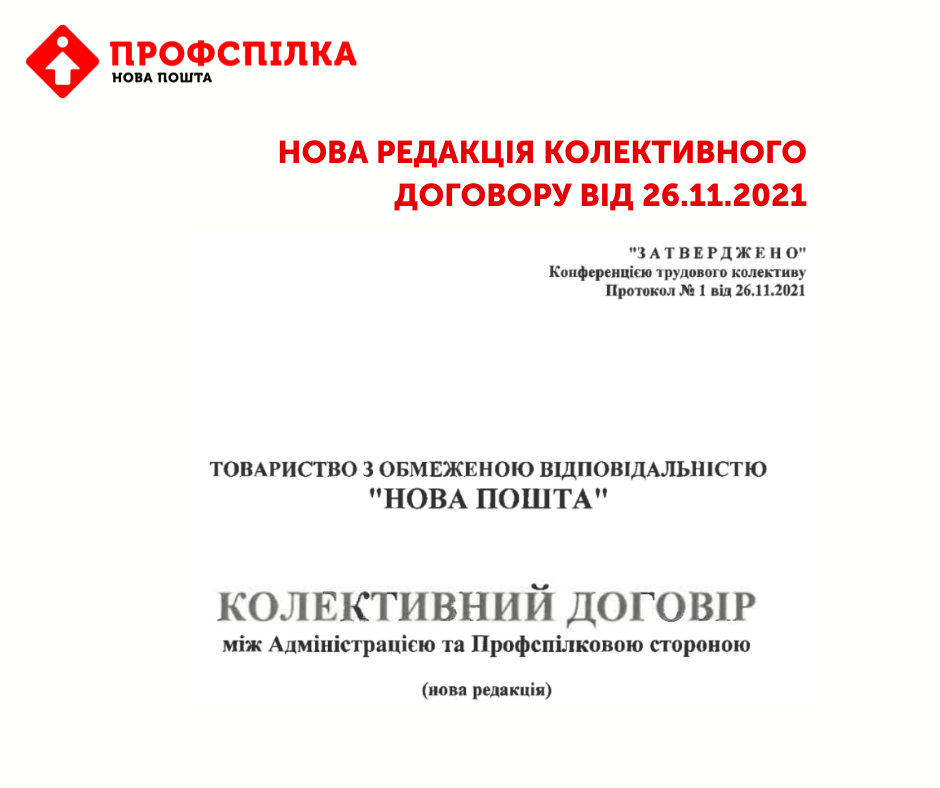 ПРОФСПІЛКА
НОВА ПОШТА
НОВА РЕДАКЦІЯ КОЛЕКТИВНОГО
ДОГОВОРУ ВІД 26.11.2021
"З А Т В Е Р Д Ж Е Н О"
Конференцією трудового колективу
Протокол № 1 від 26.11.2021
ТОВАРИСТВО З ОБМЕЖЕНОЮ ВІДПОВІДАЛЬНІСТЮ
"НОВА ПОШТА"
КОЛЕКТИВНИЙ ДОГОВІР
між Адміністрацією та Профспілковою стороною
(нова редакція)